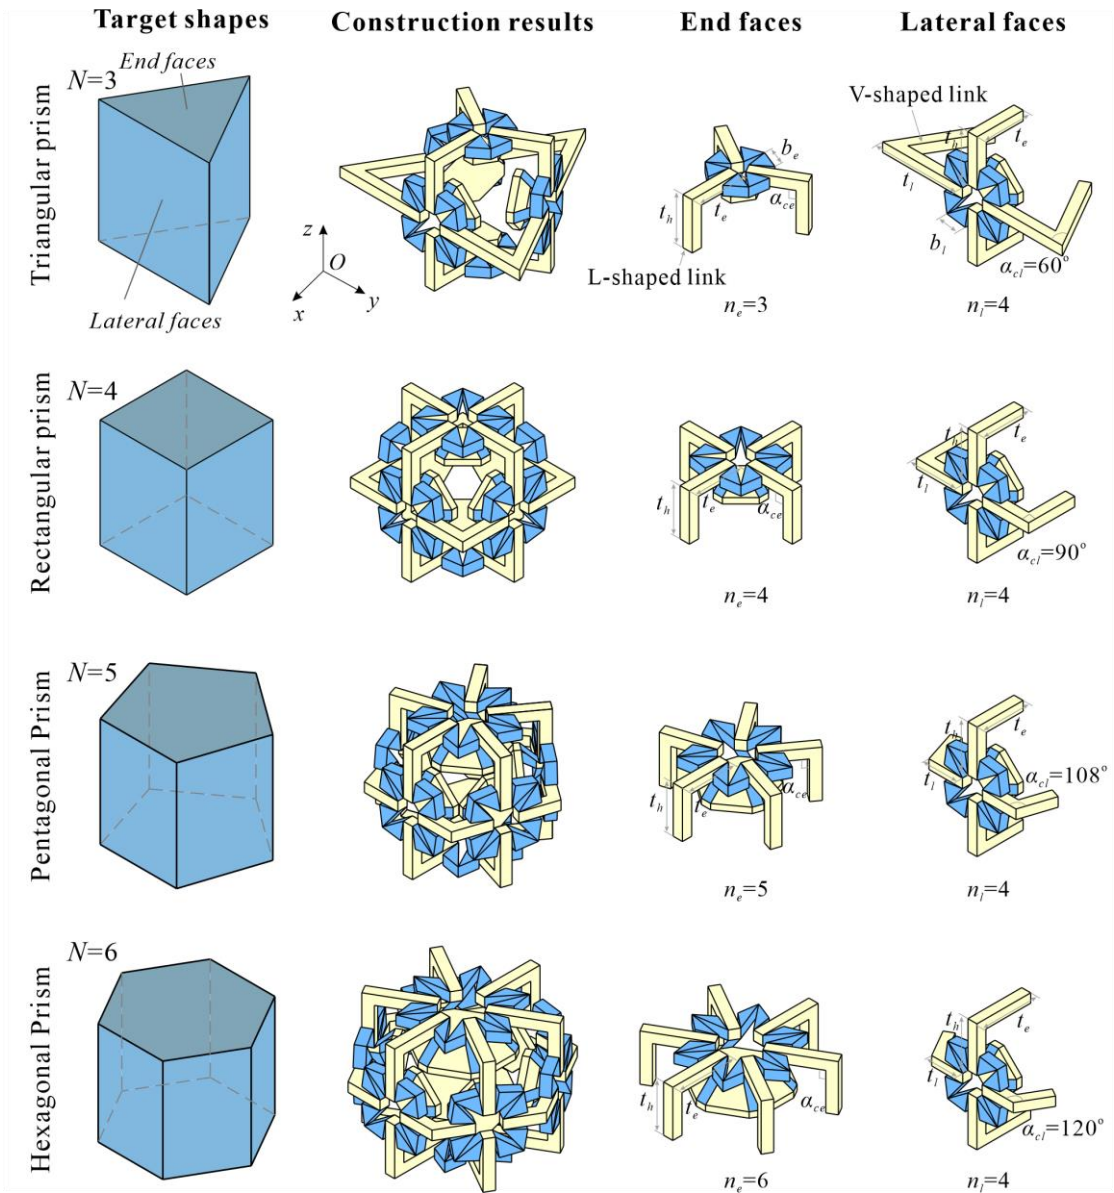 Target shapes Construction results End faces Lateral faces
Triangular prism
N=3
End faces
Lateral faces
z
O
x y
b_e
t_h
t_e
α_ce
L-shaped link
n_e=3
V-shaped link
t_h
t_e
t_l
b_l
α_cl=60°
n_l=4
Rectangular prism
N=4
t_h
t_e
α_ce
n_e=4
t_h
t_e
t_l
α_cl=90°
n_l=4
Pentagonal Prism
N=5
t_h
t_e
α_ce
n_e=5
t_h
t_e
t_l
α_cl=108°
n_l=4
Hexagonal Prism
N=6
t_h
t_e
α_ce
n_e=6
t_h
t_e
t_l
α_cl=120°
n_l=4